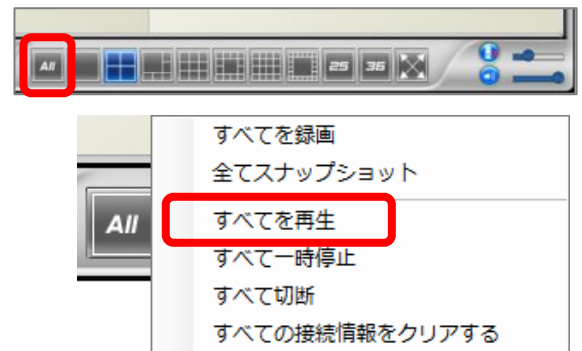 All 25 36
すべてを録画
全てスナップショット
All すべてを再生
すべて一時停止
すべて切断
すべての接続情報をクリアする